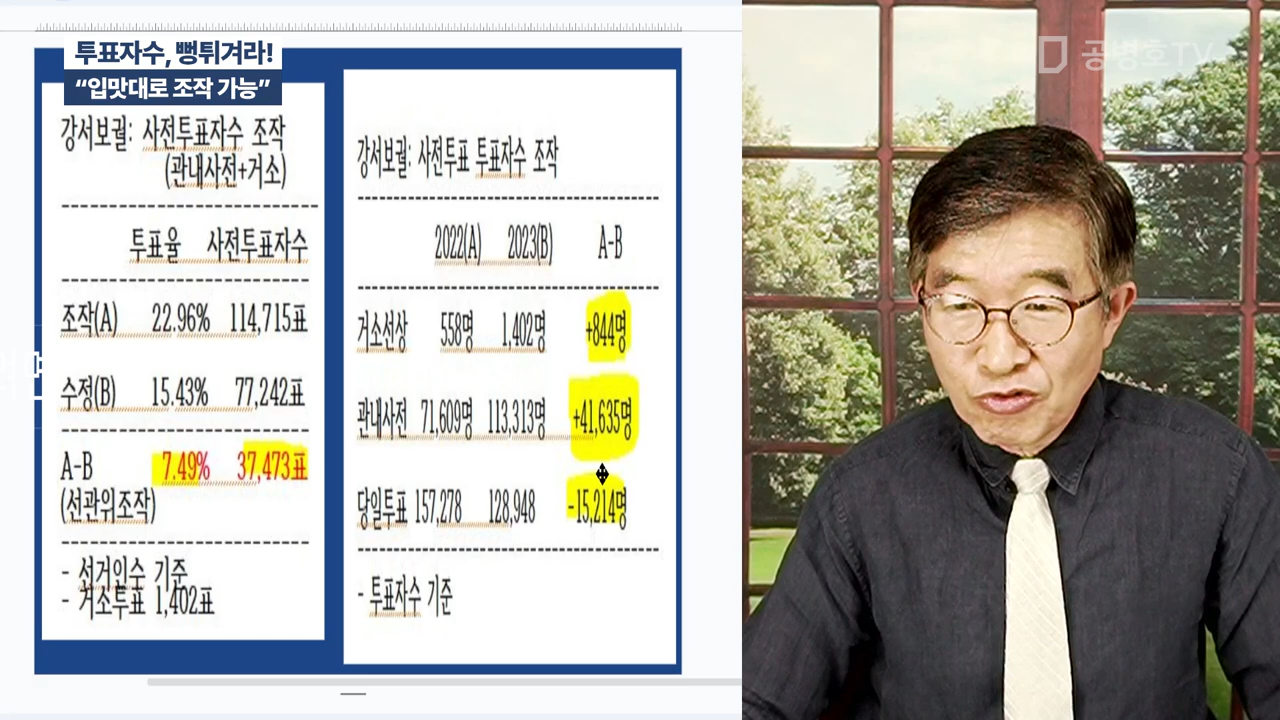 투표자수, 뻥튀겨라!
“입맛대로 조작 가능”
강서보궐: 사전투표자수 조작
(관내사전+거소)
투표율 사전투표자수
조작(A) 22.96% 114,715표
수정(B) 15.43% 77,242표
A-B 7.49% 37,473표
(선관위조작)
- 선거인수 기준
- 거소투표 1,402표
강서보궐: 사전투표 투표자수 조작
2022(A) 2023(B) A-B
거소선상 558명 1,402명 +844명
관내사전 71,609명 113,313명 +41,635명
당일투표 157,278 128,948 -15,214명
- 투표자수 기준
공병호TV